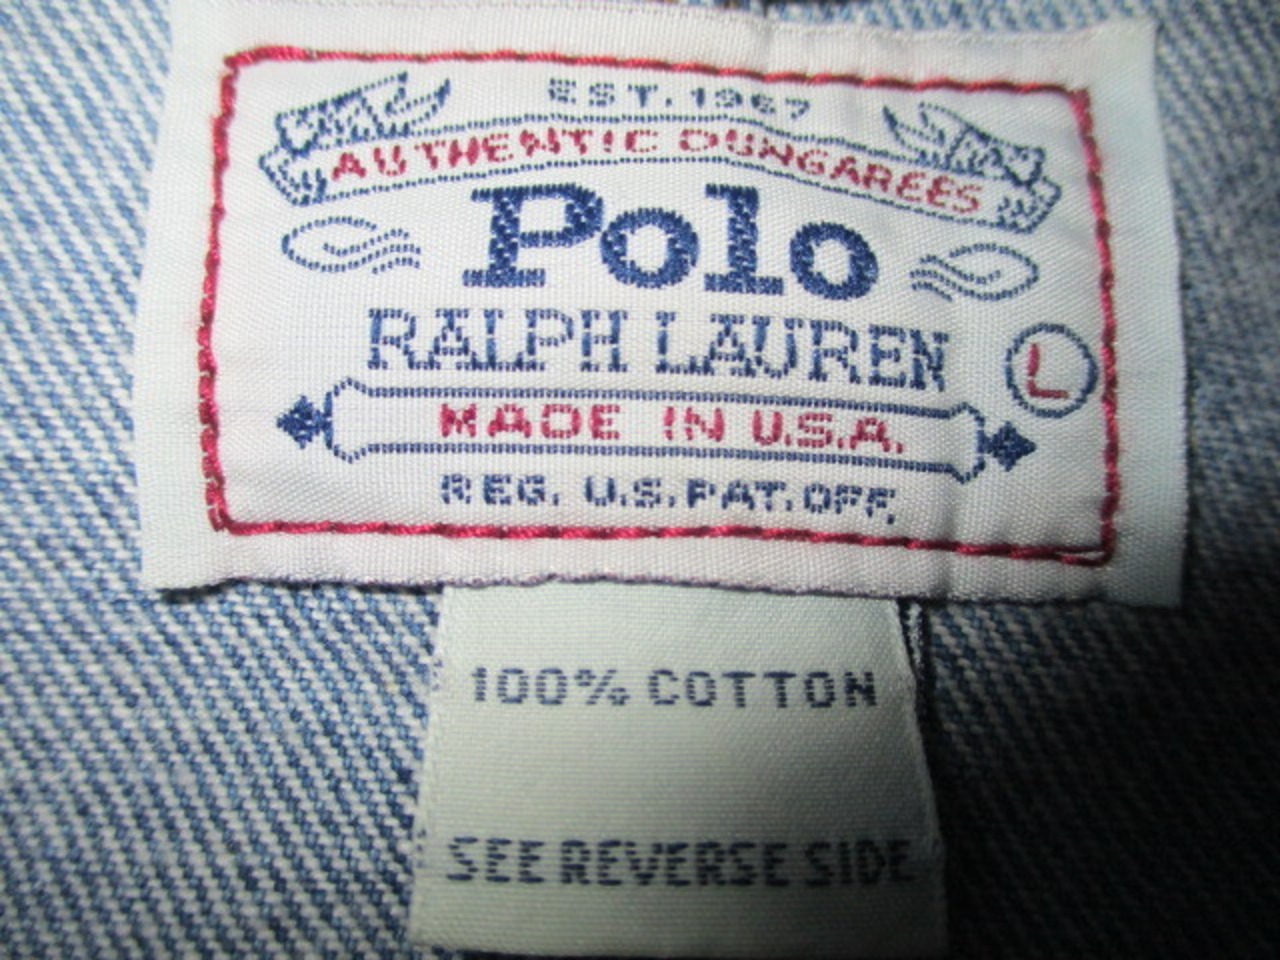 EST. 1967
AUTHENTIC DUNGAREES
Polo
RALPH LAUREN
L
MADE IN U.S.A.
REG. U.S. PAT. OFF.
100% COTTON
SEE REVERSE SIDE